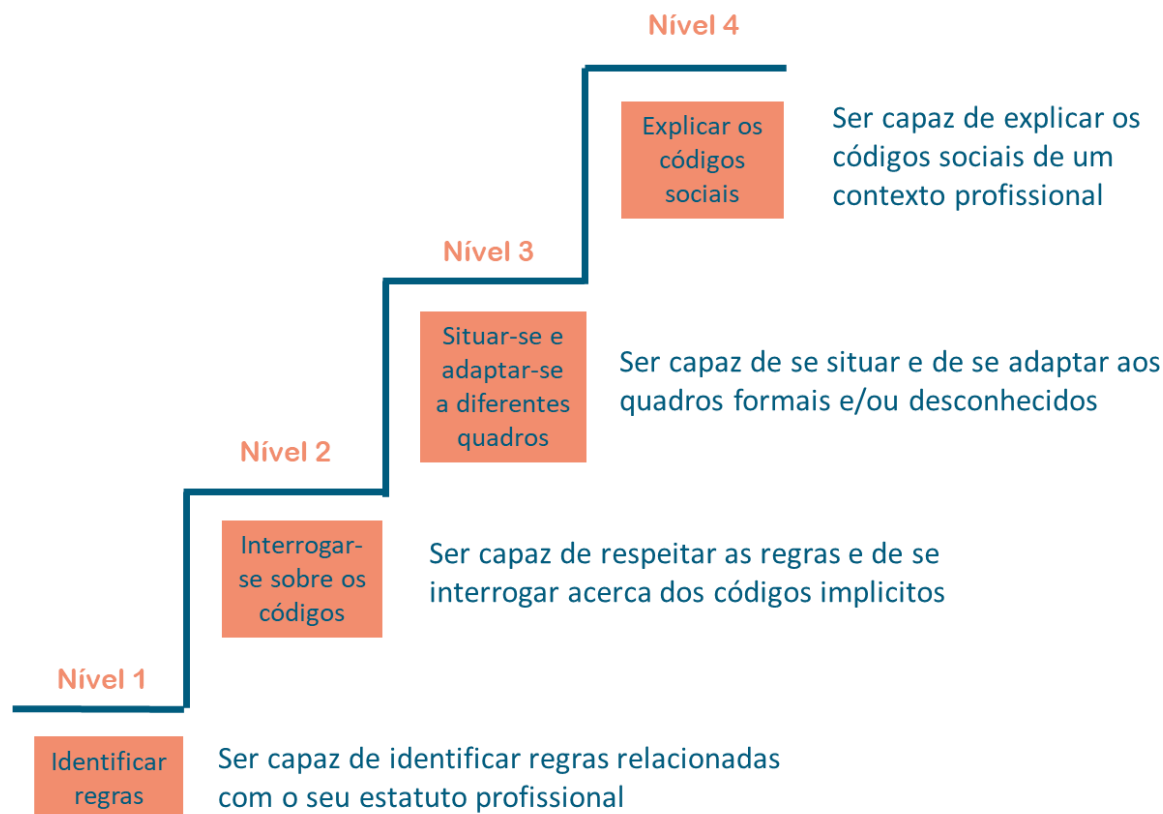 Nível 4
Explicar os
códigos
sociais
Ser capaz de explicar os
códigos sociais de um
contexto profissional
Nível 3
Situar-se e
adaptar-se
a diferentes
quadros
Ser capaz de se situar e de se adaptar aos
quadros formais e/ou desconhecidos
Nível 2
Interrogar-
se sobre os
códigos
Ser capaz de respeitar as regras e de se
interrogar acerca dos códigos implicitos
Nível 1
Identificar
regras
Ser capaz de identificar regras relacionadas
com o seu estatuto profissional